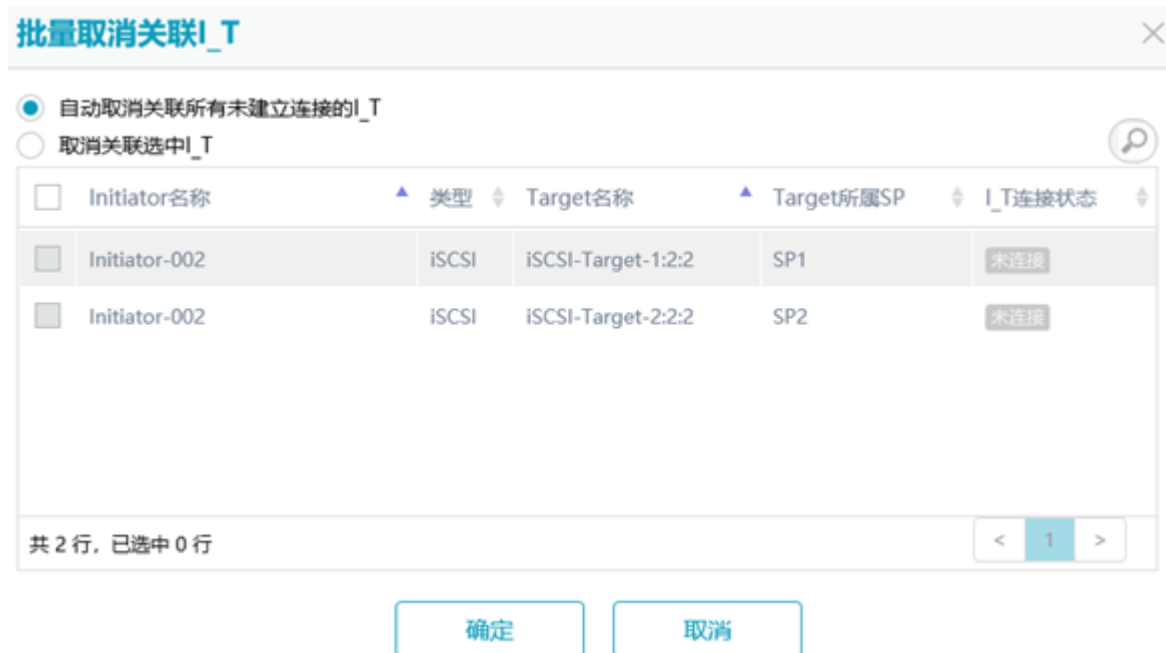 批量取消关联I_T
自动取消关联所有未建立连接的I_T
取消关联选中I_T
Initiator名称 类型 Target名称 Target所属SP I_T连接状态
Initiator-002 iSCSI iSCSI-Target-1:2:2 SP1 未连接
Initiator-002 iSCSI iSCSI-Target-2:2:2 SP2 未连接
共 2 行, 已选中 0 行 < 1 >
确定 取消